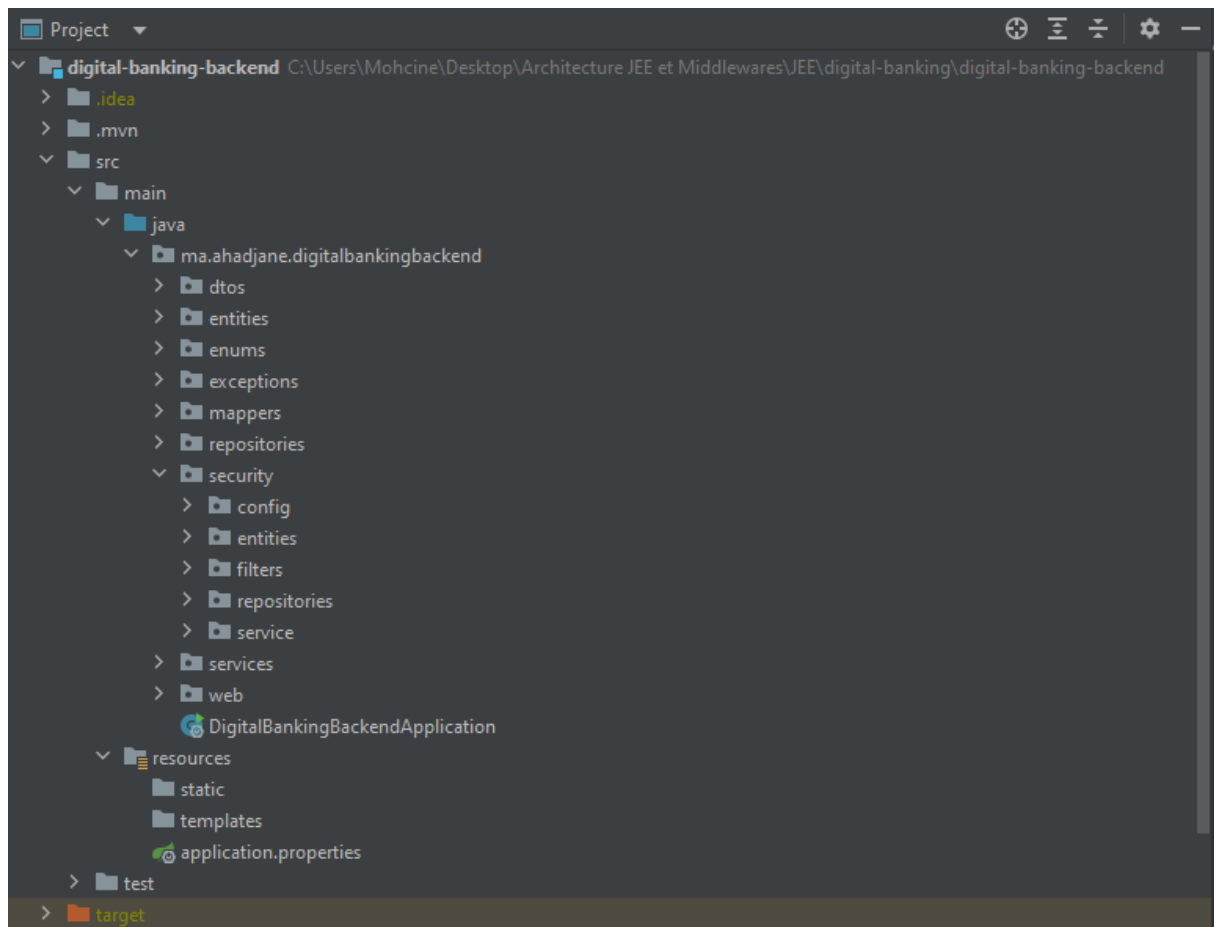 Project
digital-banking-backend C:\Users\Mohcine\Desktop\Architecture JEE et Middlewares\JEE\digital-banking\digital-banking-backend
.idea
.mvn
src
main
java
ma.ahadjane.digitalbankingbackend
dtos
entities
enums
exceptions
mappers
repositories
security
config
entities
filters
repositories
service
services
web
DigitalBankingBackendApplication
resources
static
templates
application.properties
test
target